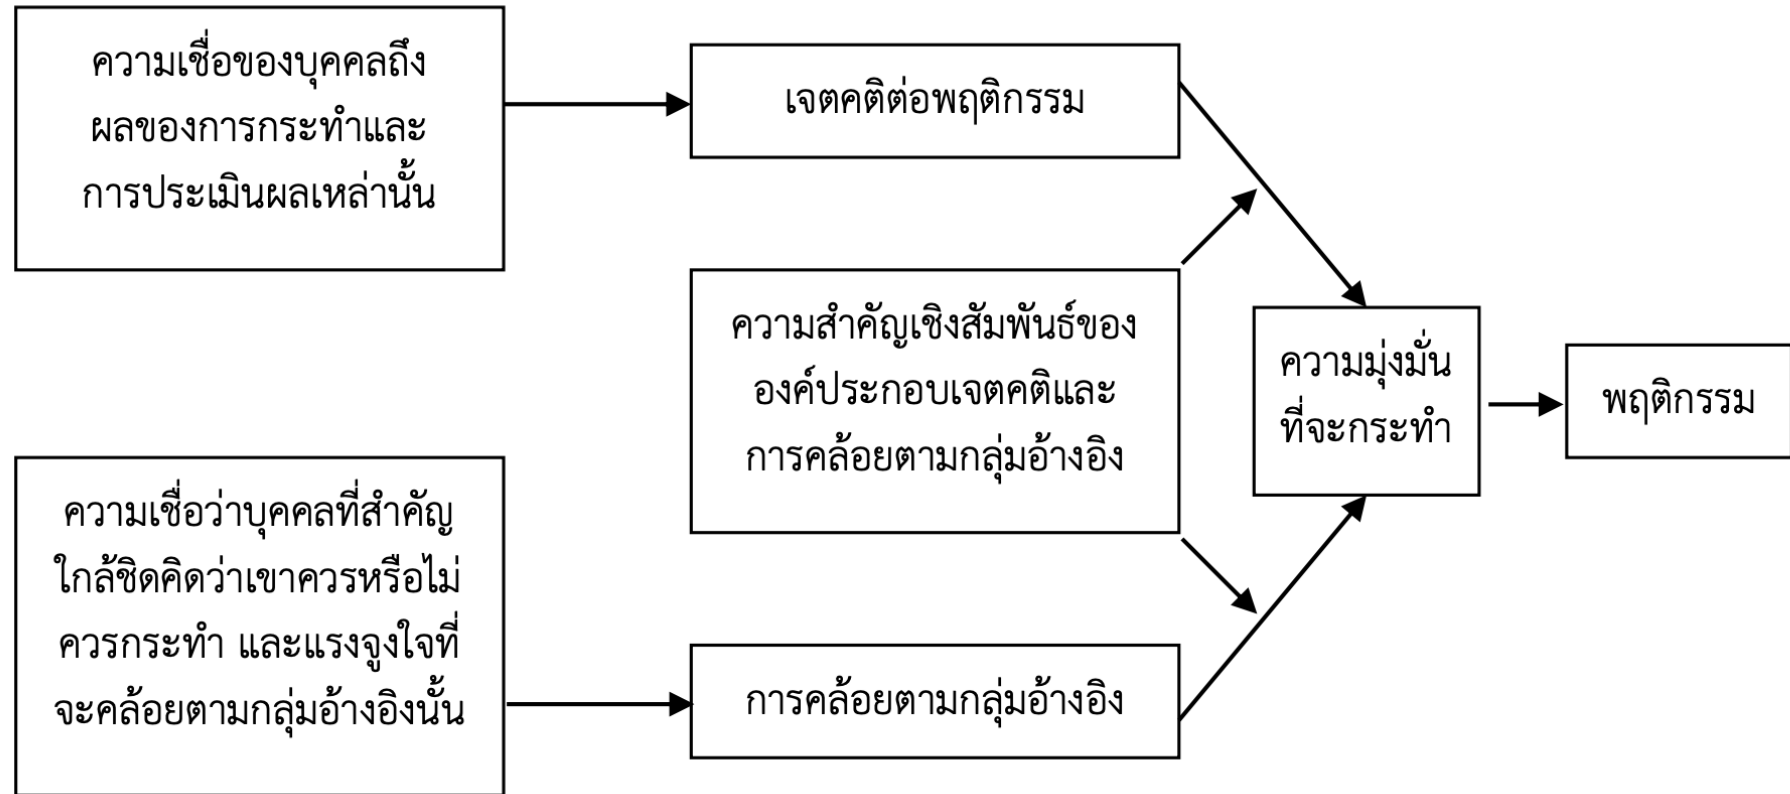 ความเชื่อของบุคคลถึง
ผลของการกระทำและ
การประเมินผลเหล่านั้น
เจตคติต่อพฤติกรรม
ความสำคัญเชิงสัมพันธ์ของ
องค์ประกอบเจตคติและ
การคล้อยตามกลุ่มอ้างอิง
ความมุ่งมั่น
ที่จะกระทำ
พฤติกรรม
ความเชื่อว่าบุคคลที่สำคัญ
ใกล้ชิดคิดว่าเขาควรหรือไม่
ควรกระทำ และแรงจูงใจที่
จะคล้อยตามกลุ่มอ้างอิงนั้น
การคล้อยตามกลุ่มอ้างอิง